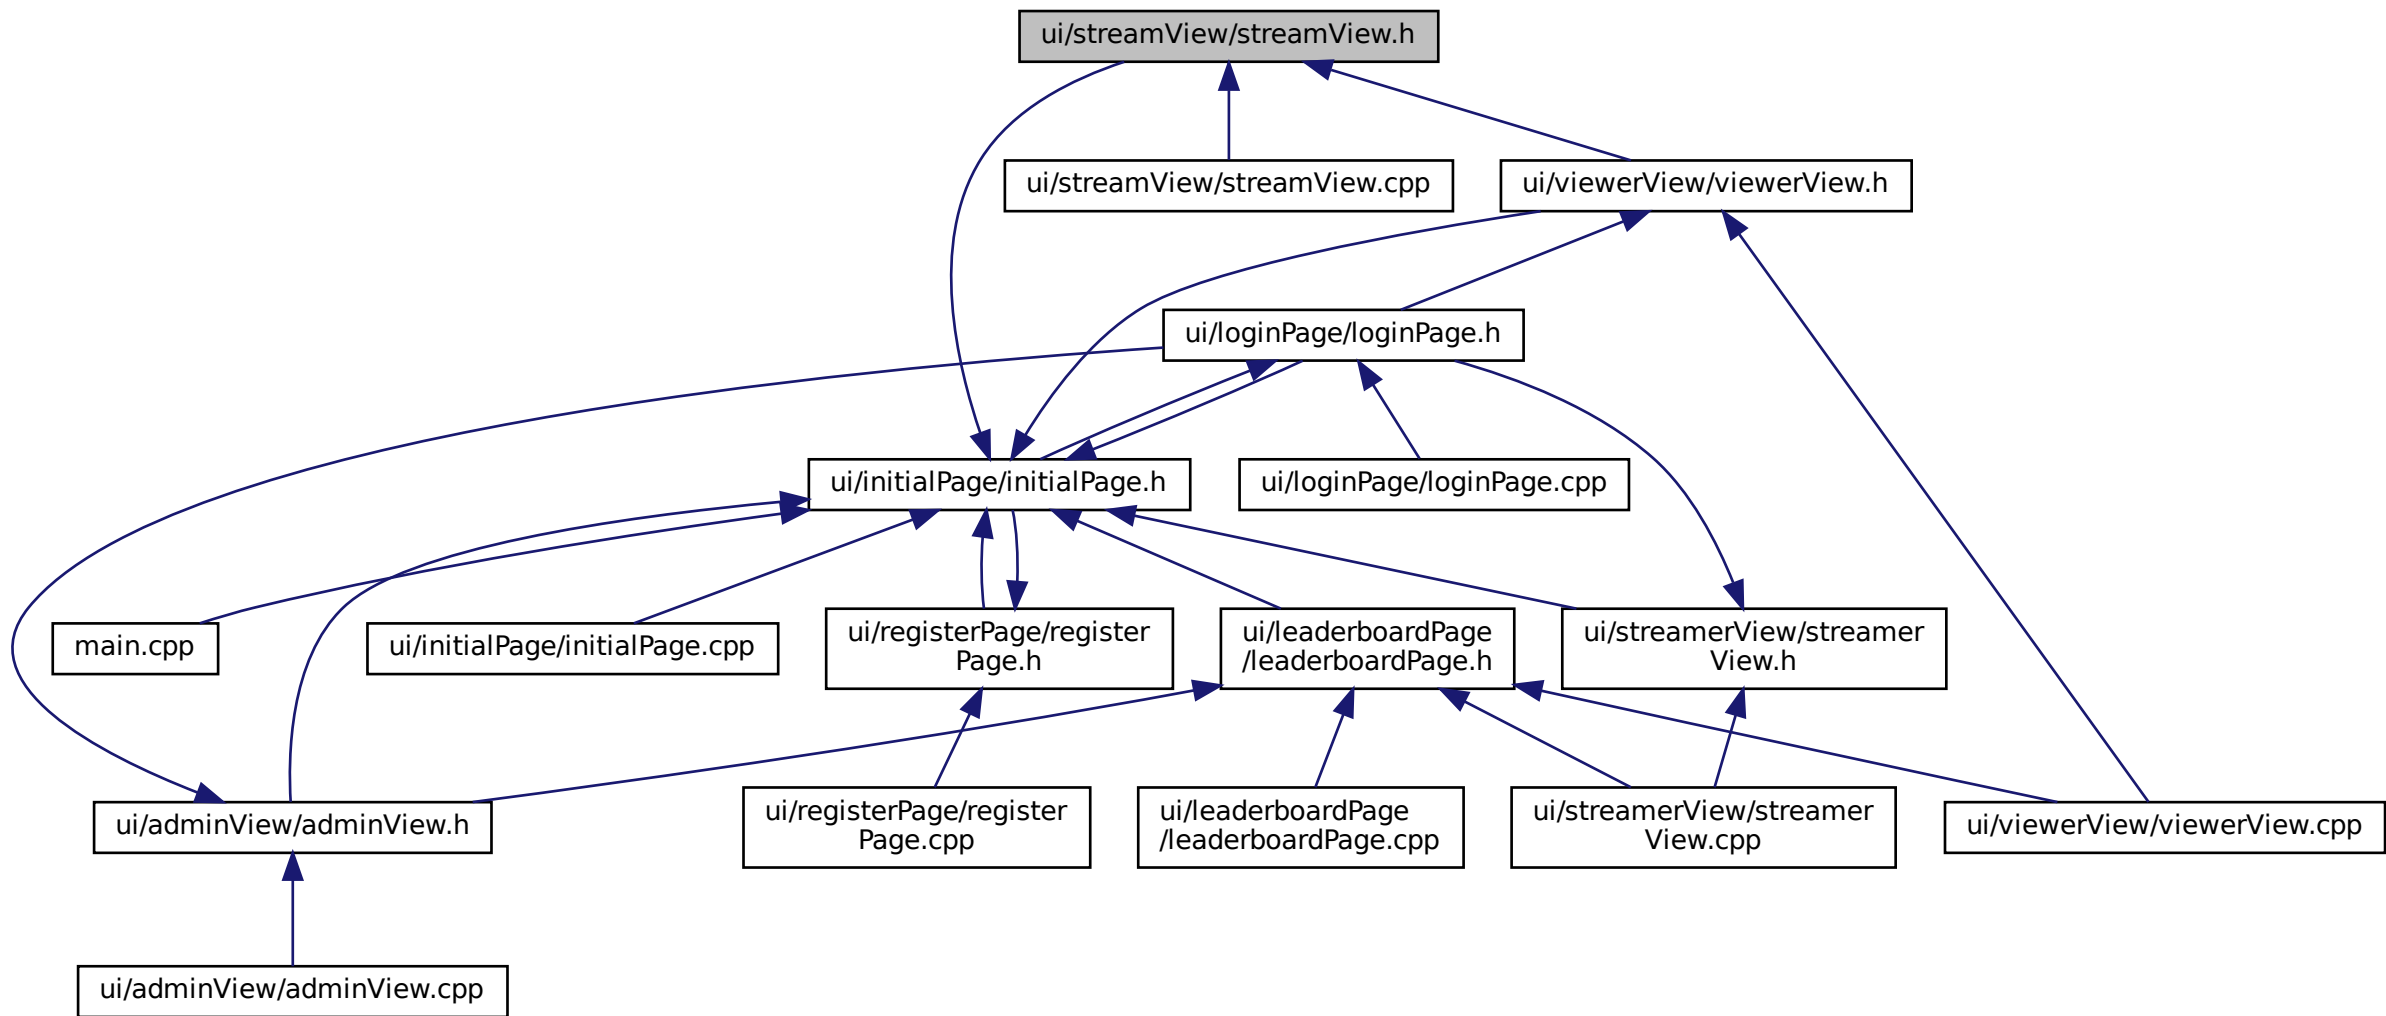 ui/streamView/streamView.h
ui/streamView/streamView.cpp
ui/viewerView/viewerView.h
ui/loginPage/loginPage.h
ui/initialPage/initialPage.h
ui/loginPage/loginPage.cpp
main.cpp
ui/initialPage/initialPage.cpp
ui/registerPage/register
Page.h
ui/leaderboardPage
/leaderboardPage.h
ui/streamerView/streamer
View.h
ui/adminView/adminView.h
ui/registerPage/register
Page.cpp
ui/leaderboardPage
/leaderboardPage.cpp
ui/streamerView/streamer
View.cpp
ui/viewerView/viewerView.cpp
ui/adminView/adminView.cpp